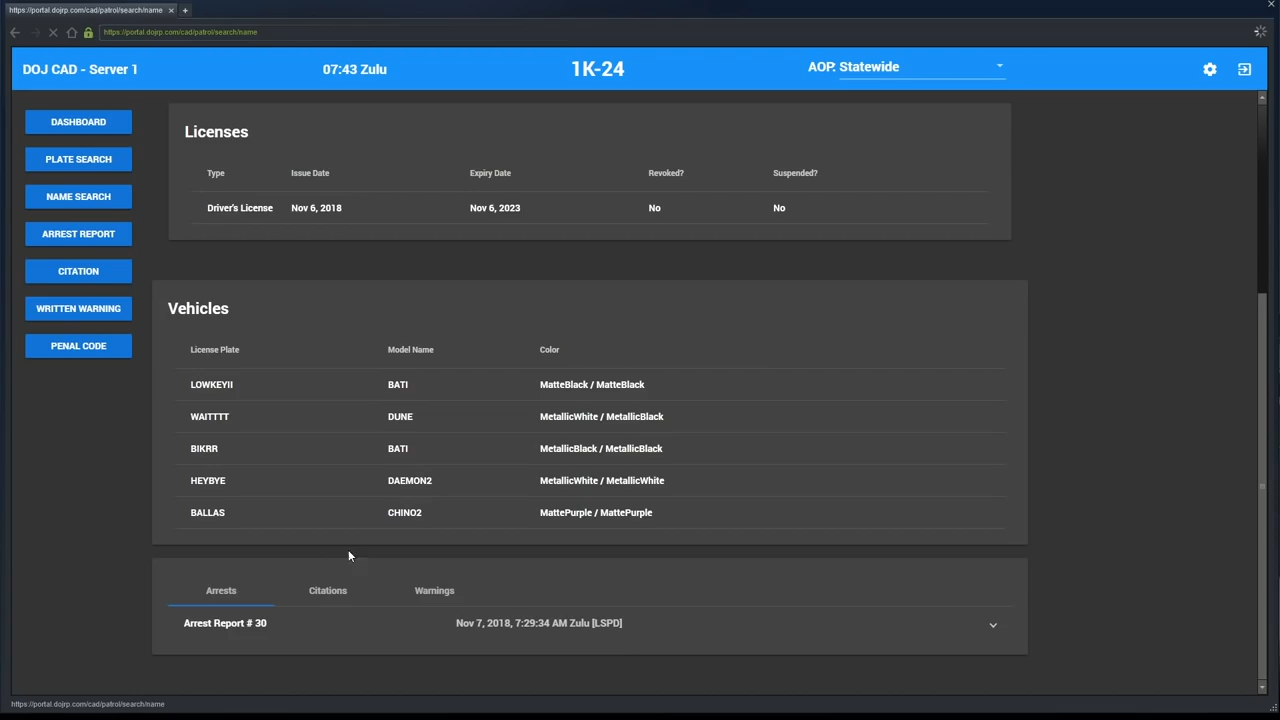 https://portal.dojrp.com/cad/patrol/search/name
https://portal.dojrp.com/cad/patrol/search/name
DOJ CAD - Server 1
07:43 Zulu
1K-24
AOP: Statewide
DASHBOARD
PLATE SEARCH
NAME SEARCH
ARREST REPORT
CITATION
WRITTEN WARNING
PENAL CODE
Licenses
Type Issue Date Expiry Date Revoked? Suspended?
Driver's License Nov 6, 2018 Nov 6, 2023 No No
Vehicles
License Plate Model Name Color
LOWKEYII BATI MatteBlack / MatteBlack
WAITTTT DUNE MetallicWhite / MetallicBlack
BIKRR BATI MetallicBlack / MetallicBlack
HEYBYE DAEMON2 MetallicWhite / MetallicWhite
BALLAS CHINO2 MattePurple / MattePurple
Arrests Citations Warnings
Arrest Report # 30 Nov 7, 2018, 7:29:34 AM Zulu [LSPD]
https://portal.dojrp.com/cad/patrol/search/name